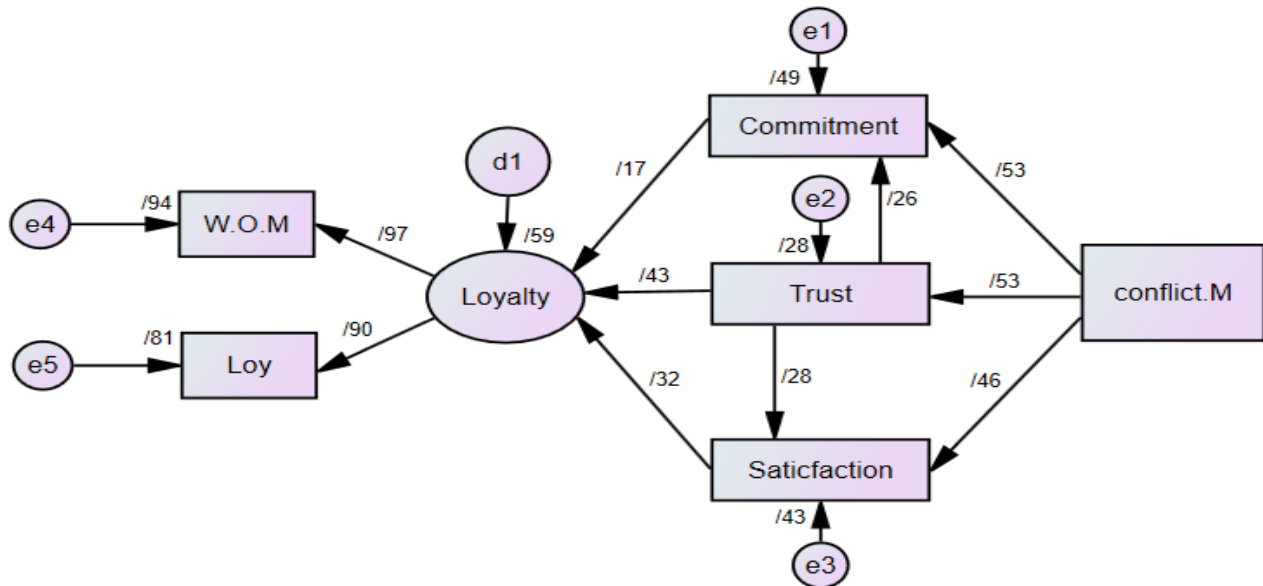 e1
/49
Commitment
d1
/17
/53
e2
/94
e4
W.O.M
/26
/97
/59
/28
/43
Trust
/53
conflict.M
Loyalty
/90
/81
e5
Loy
/32
/28
/46
Saticfaction
/43
e3